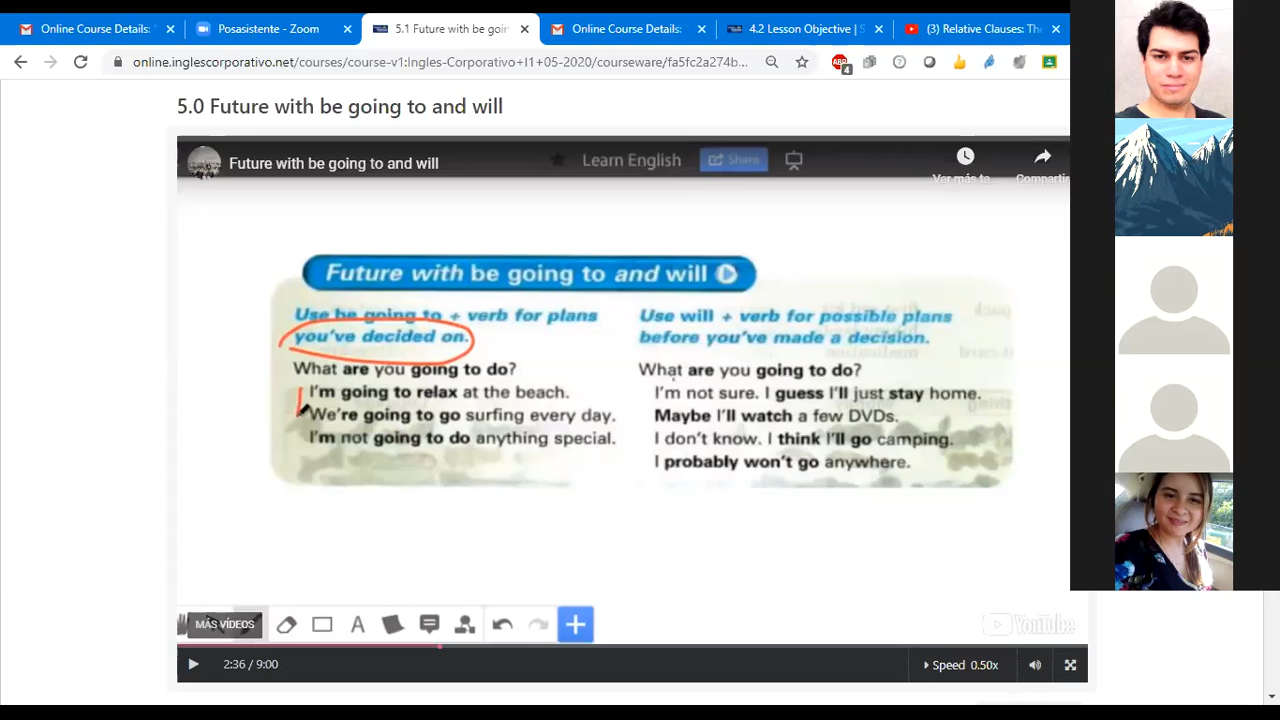 Online Course Details:
Posasistente - Zoom
5.1 Future with be goin
Online Course Details:
4.2 Lesson Objective | S
(3) Relative Clauses: Th
online.inglescorporativo.net/courses/course-v1:Ingles-Corporativo+I1+05-2020/courseware/fa5fc2a274b...
4
5.0 Future with be going to and will
Future with be going to and will
Learn English
Share
Ver más ta...
Compartir
Future with be going to and will
Use be going to + verb for plans
you've decided on.
What are you going to do?
I'm going to relax at the beach.
We're going to go surfing every day.
I'm not going to do anything special.
Use will + verb for possible plans
before you've made a decision.
What are you going to do?
I'm not sure. I guess I'll just stay home.
Maybe I'll watch a few DVDs.
I don't know. I think I'll go camping.
I probably won't go anywhere.
MÁS VÍDEOS
YouTube
2:36 / 9:00
Speed 0.50x